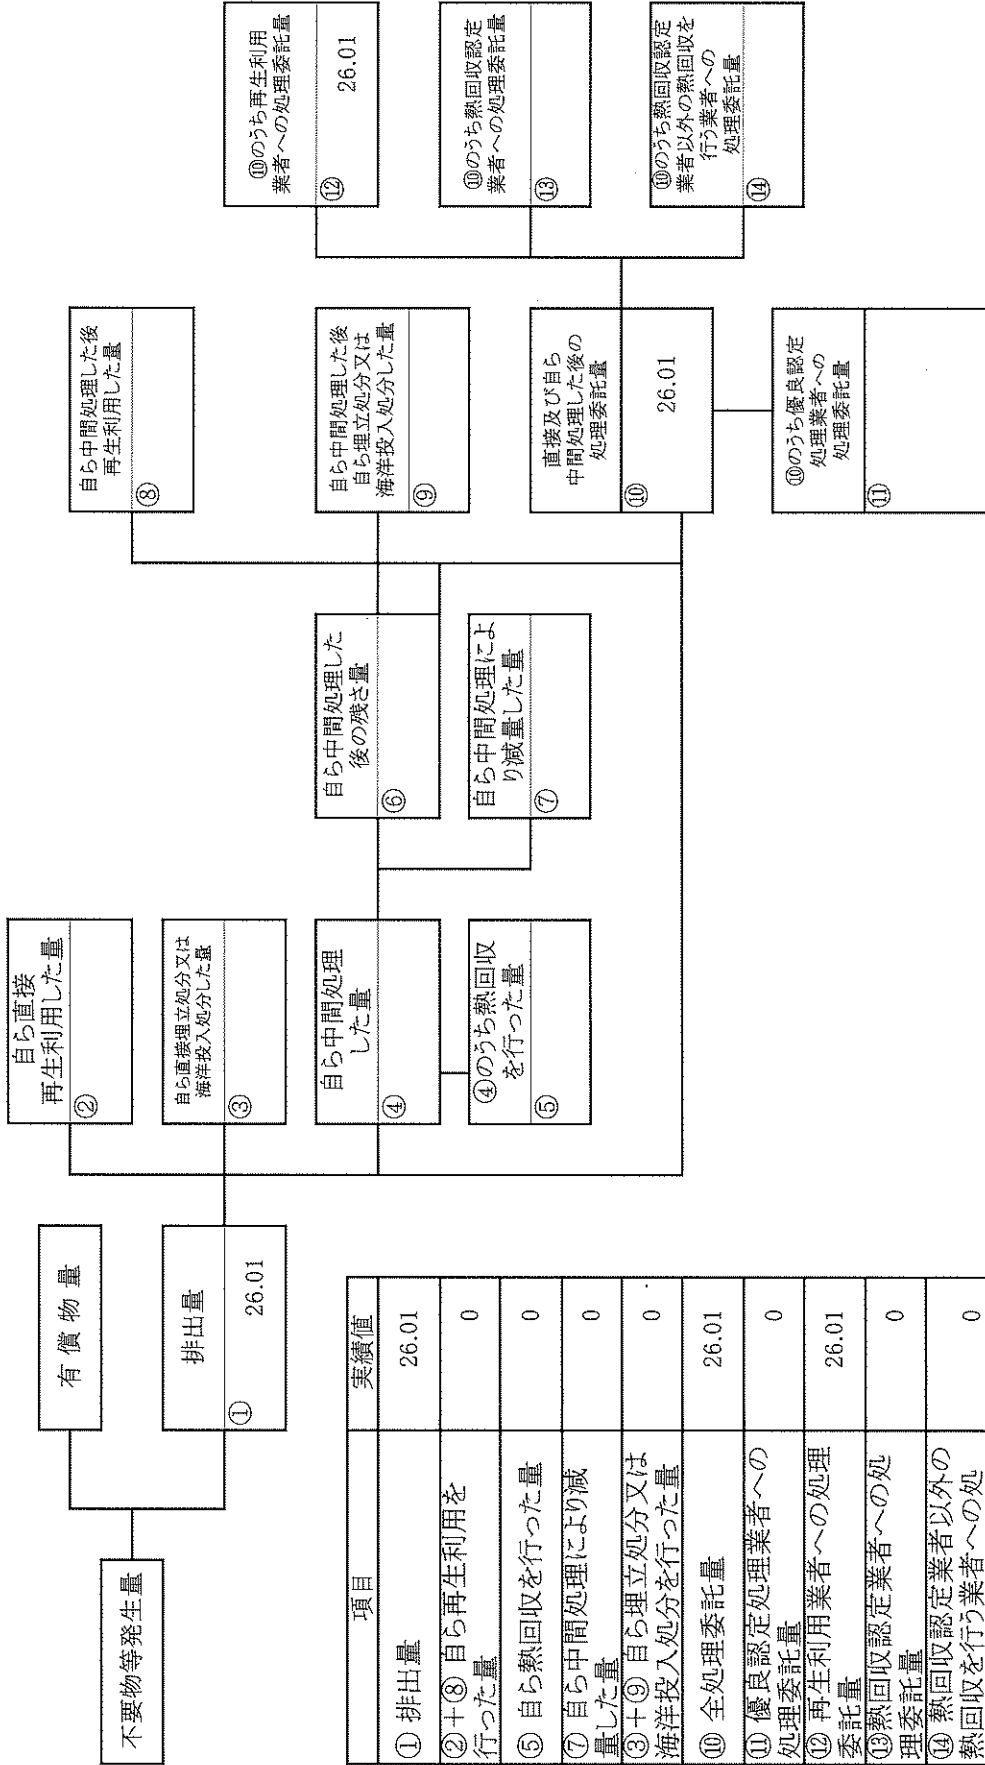 不要物等発生量
有償物量
排出量
① 26.01
自ら直接
再生利用した量
②
自ら直接埋立処分又は
海洋投入処分した量
③
自ら中間処理
した量
④
④のうち熱回収
を行った量
⑤
自ら中間処理した
後の残さ量
⑥
自ら中間処理によ
り減量した量
⑦
自ら中間処理した後
再生利用した量
⑧
自ら中間処理した後
自ら埋立処分又は
海洋投入処分した量
⑨
直接及び自ら
中間処理した後の
処理委託量
⑩ 26.01
⑩のうち優良認定
処理業者への
処理委託量
⑪
⑩のうち再生利用
業者への処理委託量
⑫ 26.01
⑩のうち熱回収認定
業者への処理委託量
⑬
⑩のうち熱回収認定
業者以外の熱回収を
行う業者への
処理委託量
⑭
項目 実績値
① 排出量 26.01
②+⑧ 自ら再生利用を
行った量 0
⑤ 自ら熱回収を行った量 0
⑦ 自ら中間処理により減
量した量 0
③+⑨ 自ら埋立処分又は
海洋投入処分を行った量 0
⑩ 全処理委託量 26.01
⑪ 優良認定処理業者への
処理委託量 0
⑫ 再生利用業者への処理
委託量 26.01
⑬熱回収認定業者への処
理委託量 0
⑭ 熱回収認定業者以外の
熱回収を行う業者への処 0